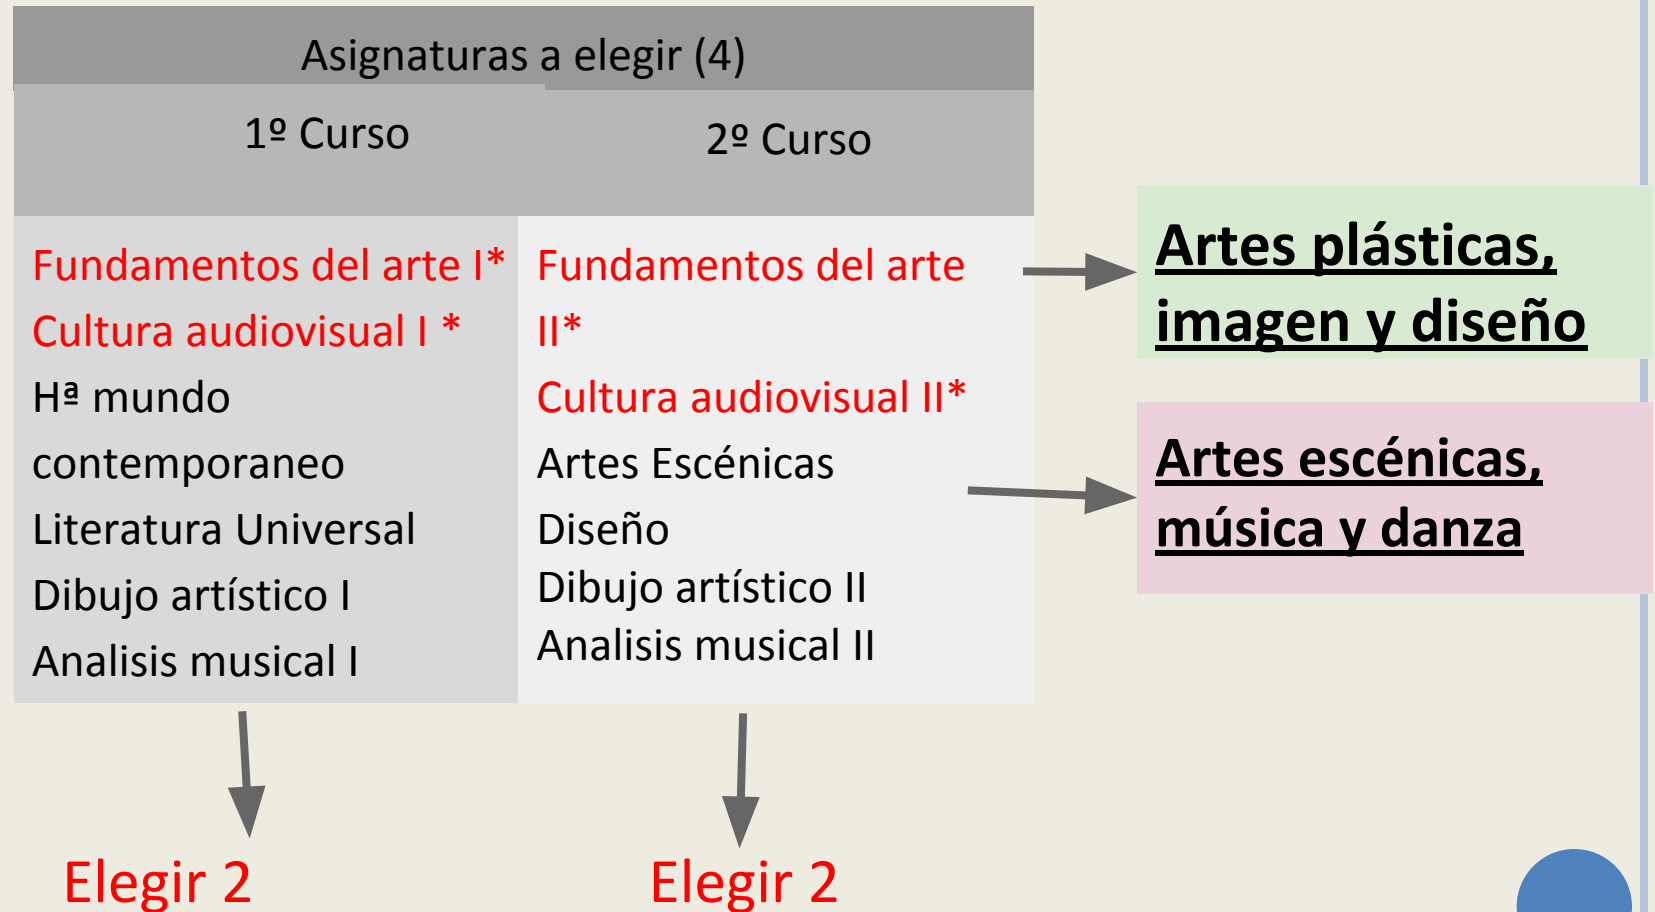 Asignaturas a elegir (4)
1º Curso
2º Curso
Fundamentos del arte I*
Cultura audiovisual I *
Hª mundo
contemporaneo
Literatura Universal
Dibujo artístico I
Analisis musical I
Fundamentos del arte
II*
Cultura audiovisual II*
Artes Escénicas
Diseño
Dibujo artístico II
Analisis musical II
Artes plásticas,
imagen y diseño
Artes escénicas,
música y danza
Elegir 2
Elegir 2